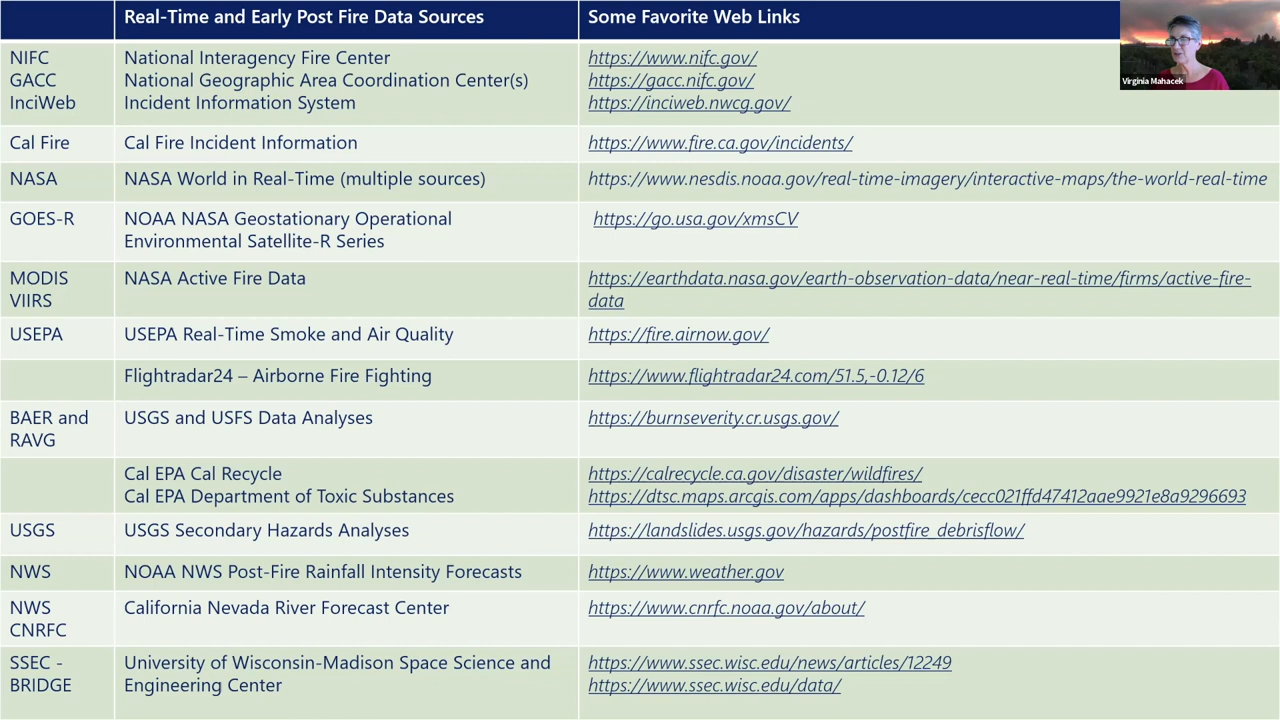 Real-Time and Early Post Fire Data Sources
Some Favorite Web Links
Virginia Mahacek
NIFC
National Interagency Fire Center
https://www.nifc.gov/
GACC
National Geographic Area Coordination Center(s)
https://gacc.nifc.gov/
InciWeb
Incident Information System
https://inciweb.nwcg.gov/
Cal Fire
Cal Fire Incident Information
https://www.fire.ca.gov/incidents/
NASA
NASA World in Real-Time (multiple sources)
https://www.nesdis.noaa.gov/real-time-imagery/interactive-maps/the-world-real-time
GOES-R
NOAA NASA Geostationary Operational
Environmental Satellite-R Series
https://go.usa.gov/xmsCV
MODIS
VIIRS
NASA Active Fire Data
https://earthdata.nasa.gov/earth-observation-data/near-real-time/firms/active-fire-
data
USEPA
USEPA Real-Time Smoke and Air Quality
https://fire.airnow.gov/
Flightradar24 – Airborne Fire Fighting
https://www.flightradar24.com/51.5,-0.12/6
BAER and
RAVG
USGS and USFS Data Analyses
https://burnseverity.cr.usgs.gov/
Cal EPA Cal Recycle
https://calrecycle.ca.gov/disaster/wildfires/
Cal EPA Department of Toxic Substances
https://dtsc.maps.arcgis.com/apps/dashboards/cecc021ffd47412aae9921e8a9296693
USGS
USGS Secondary Hazards Analyses
https://landslides.usgs.gov/hazards/postfire_debrisflow/
NWS
NOAA NWS Post-Fire Rainfall Intensity Forecasts
https://www.weather.gov
NWS
CNRFC
California Nevada River Forecast Center
https://www.cnrfc.noaa.gov/about/
SSEC -
BRIDGE
University of Wisconsin-Madison Space Science and
Engineering Center
https://www.ssec.wisc.edu/news/articles/12249
https://www.ssec.wisc.edu/data/